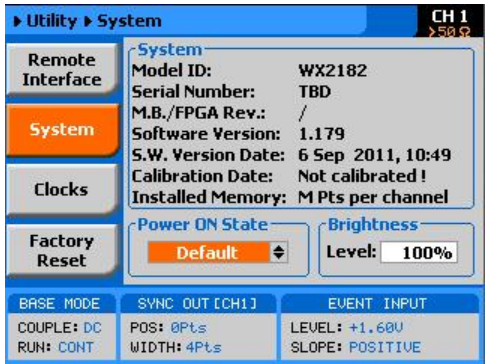 ▸ Utility ▸ System
CH 1
>50 Ω
Remote Interface
System
Clocks
Factory Reset
System
Model ID: WX2182
Serial Number: TBD
M.B./FPGA Rev.: /
Software Version: 1.179
S.W. Version Date: 6 Sep 2011, 10:49
Calibration Date: Not calibrated !
Installed Memory: M Pts per channel
Power ON State
Default
Brightness
Level: 100%
BASE MODE
COUPLE: DC
RUN: CONT
SYNC OUT [CH1]
POS: 0Pts
WIDTH: 4Pts
EVENT INPUT
LEVEL: +1.60V
SLOPE: POSITIVE